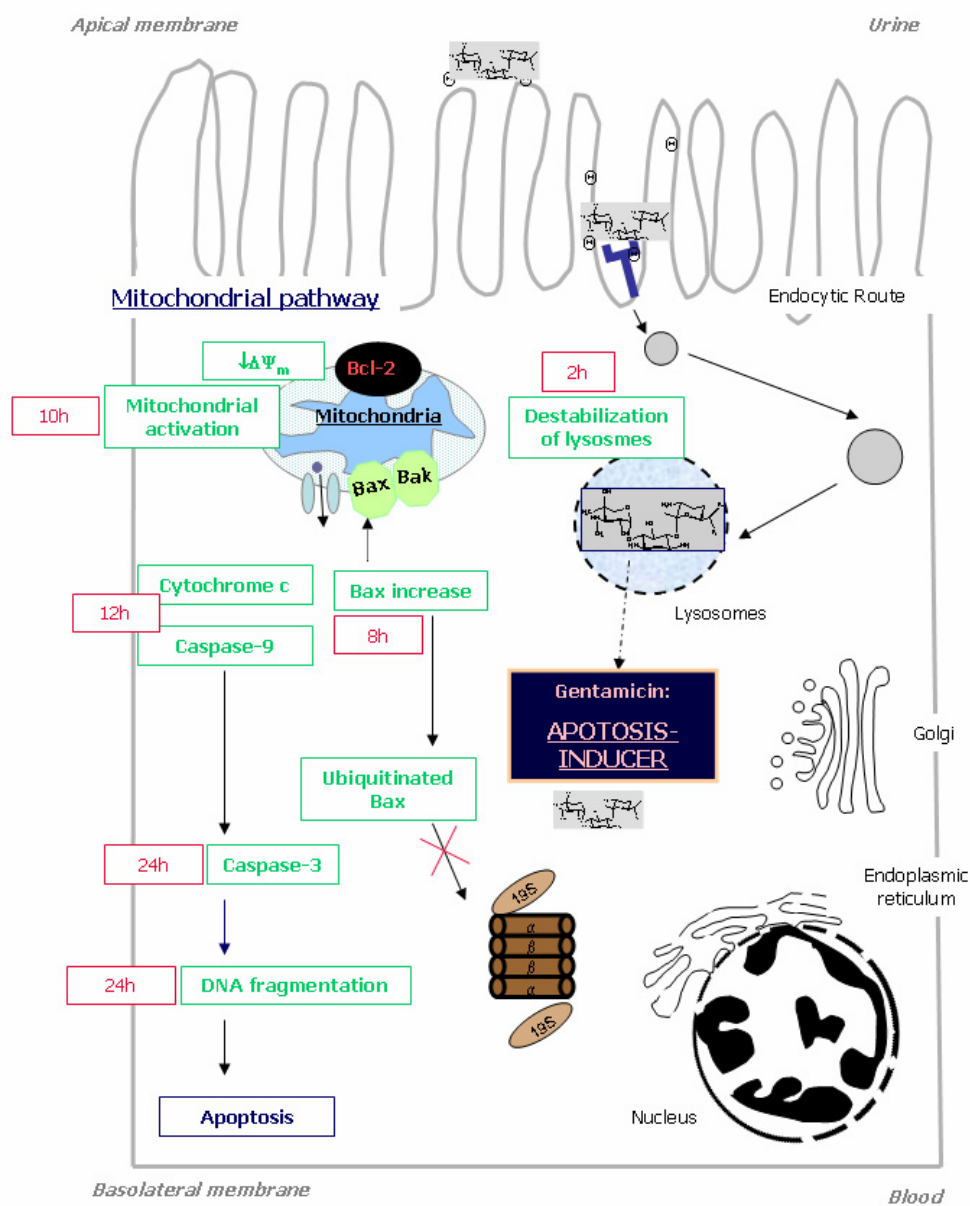 Apical membrane
Urine
Mitochondrial pathway
Endocytic Route
↓ΔΨm
Bcl-2
2h
10h
Mitochondrial
activation
Mitochondria
Destabilization
of lysosmes
Bax
Bak
Cytochrome c
Bax increase
12h
8h
Caspase-9
Lysosomes
Gentamicin:
APOTOSIS-
INDUCER
Golgi
Ubiquitinated
Bax
24h
Caspase-3
Endoplasmic
reticulum
19S
α
β
β
α
24h
DNA fragmentation
19S
Apoptosis
Nucleus
Basolateral membrane
Blood